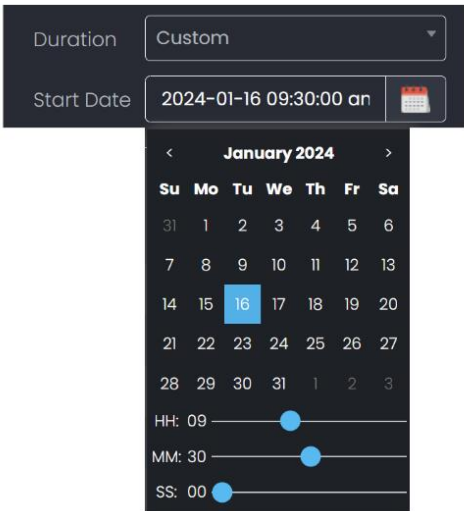 Duration Custom
Start Date 2024-01-16 09:30:00 an
< January 2024 >
Su Mo Tu We Th Fr Sa
31 1 2 3 4 5 6
7 8 9 10 11 12 13
14 15 16 17 18 19 20
21 22 23 24 25 26 27
28 29 30 31 1 2 3
HH: 09
MM: 30
SS: 00